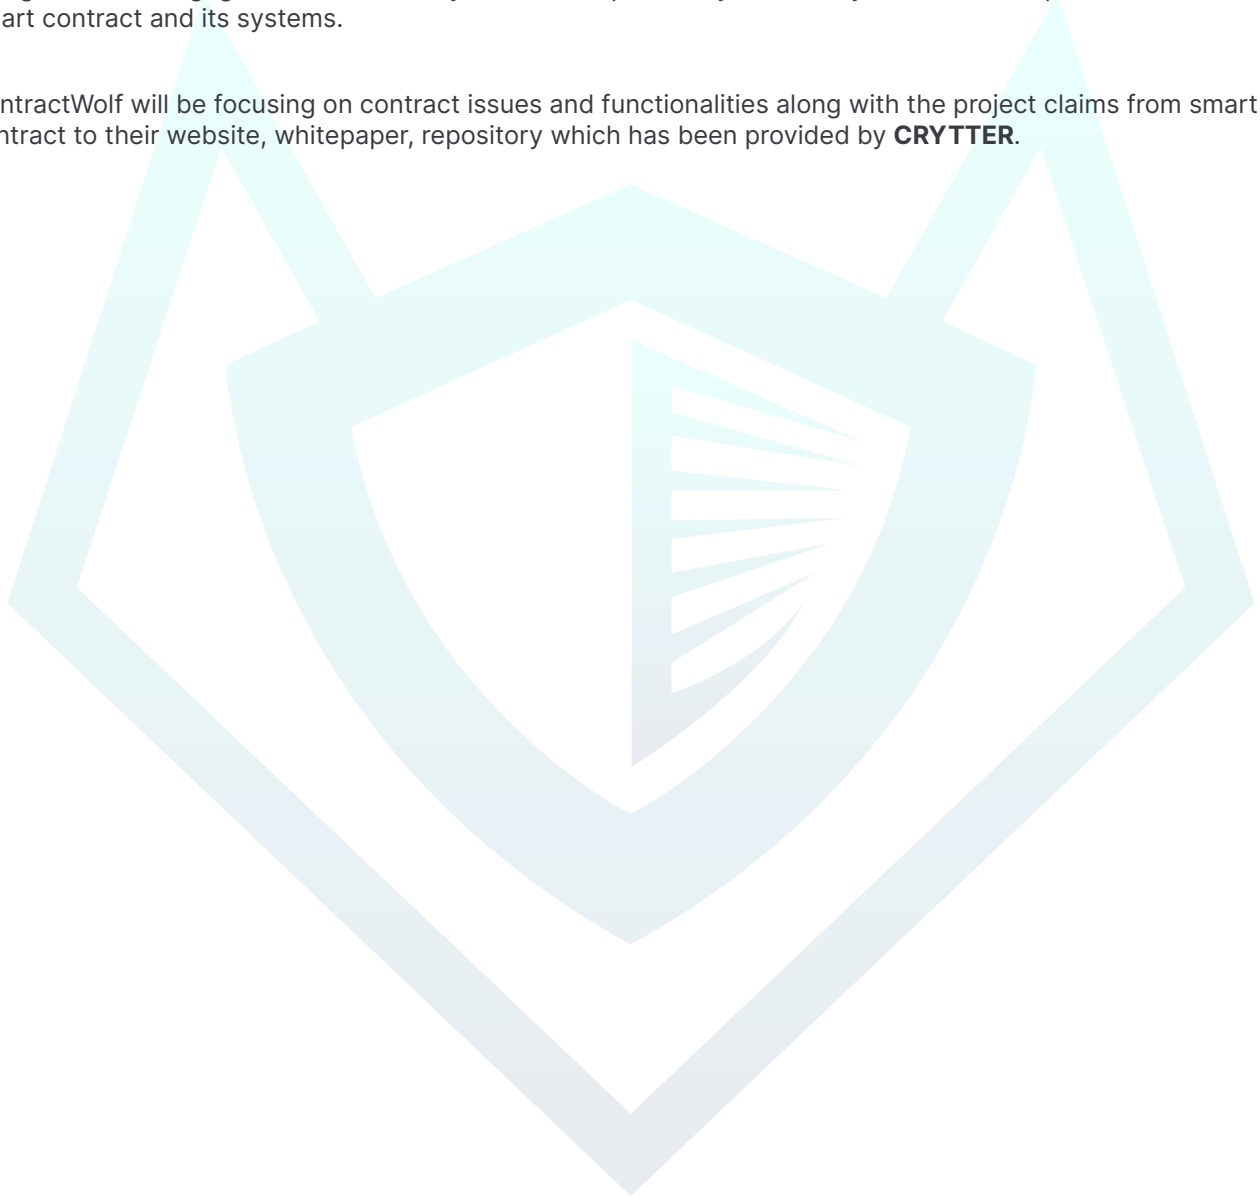 art contract and its systems.
ntractWolf will be focusing on contract issues and functionalities along with the project claims from smart
ntract to their website, whitepaper, repository which has been provided by CRYTTER.